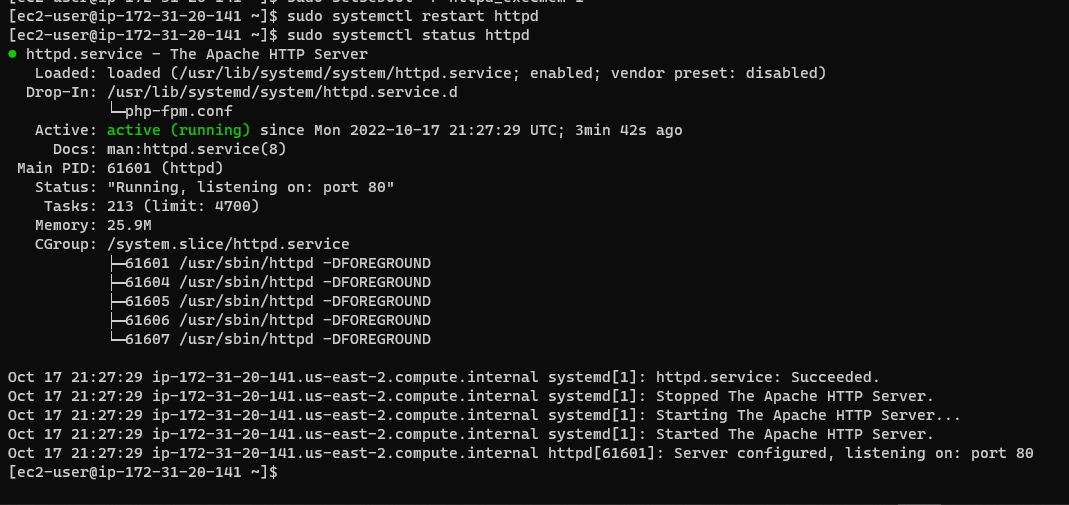 [ec2-user@ip-172-31-20-141 ~]$ sudo systemctl restart httpd
[ec2-user@ip-172-31-20-141 ~]$ sudo systemctl status httpd
● httpd.service - The Apache HTTP Server
   Loaded: loaded (/usr/lib/systemd/system/httpd.service; enabled; vendor preset: disabled)
  Drop-In: /usr/lib/systemd/system/httpd.service.d
           └─php-fpm.conf
   Active: active (running) since Mon 2022-10-17 21:27:29 UTC; 3min 42s ago
     Docs: man:httpd.service(8)
 Main PID: 61601 (httpd)
   Status: "Running, listening on: port 80"
    Tasks: 213 (limit: 4700)
   Memory: 25.9M
   CGroup: /system.slice/httpd.service
           ├─61601 /usr/sbin/httpd -DFOREGROUND
           ├─61604 /usr/sbin/httpd -DFOREGROUND
           ├─61605 /usr/sbin/httpd -DFOREGROUND
           ├─61606 /usr/sbin/httpd -DFOREGROUND
           └─61607 /usr/sbin/httpd -DFOREGROUND

Oct 17 21:27:29 ip-172-31-20-141.us-east-2.compute.internal systemd[1]: httpd.service: Succeeded.
Oct 17 21:27:29 ip-172-31-20-141.us-east-2.compute.internal systemd[1]: Stopped The Apache HTTP Server.
Oct 17 21:27:29 ip-172-31-20-141.us-east-2.compute.internal systemd[1]: Starting The Apache HTTP Server...
Oct 17 21:27:29 ip-172-31-20-141.us-east-2.compute.internal systemd[1]: Started The Apache HTTP Server.
Oct 17 21:27:29 ip-172-31-20-141.us-east-2.compute.internal httpd[61601]: Server configured, listening on: port 80
[ec2-user@ip-172-31-20-141 ~]$